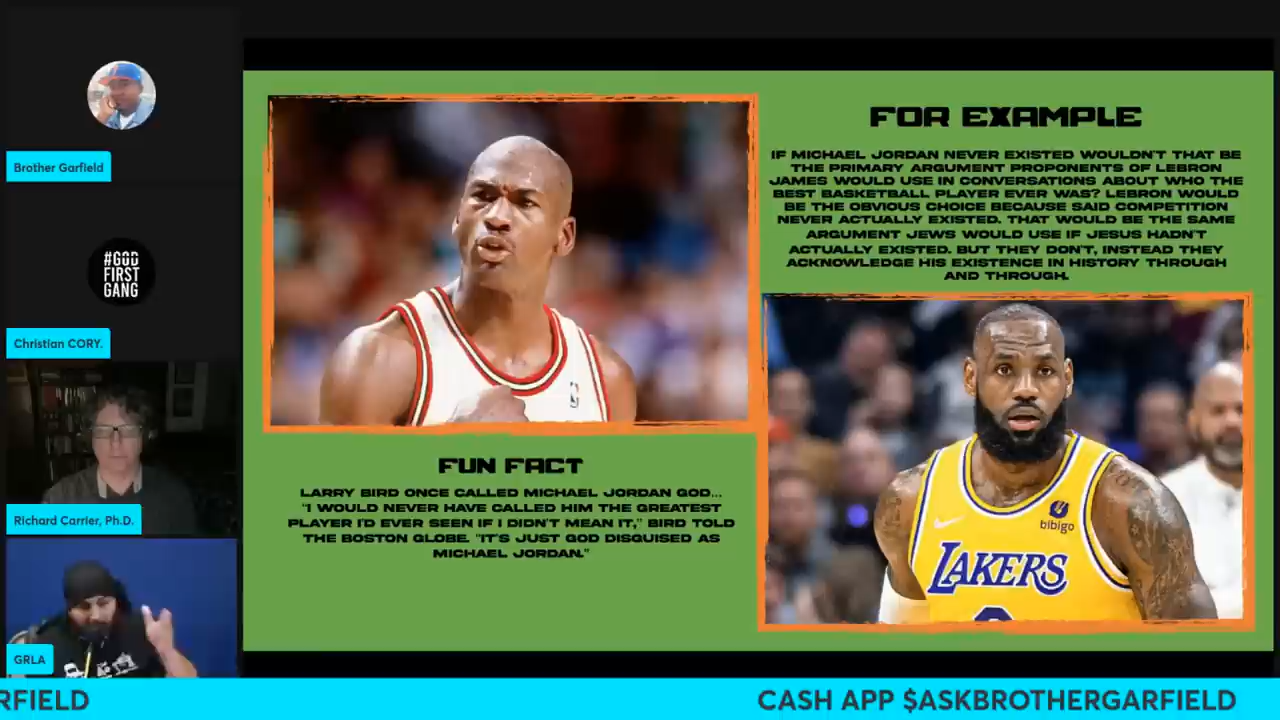 Brother Garfield
#GOD
FIRST
GANG
Christian CORY.
Richard Carrier, Ph.D.
GRLA
FOR EXAMPLE
IF MICHAEL JORDAN NEVER EXISTED WOULDN'T THAT BE
THE PRIMARY ARGUMENT PROPONENTS OF LEBRON
JAMES WOULD USE IN CONVERSATIONS ABOUT WHO THE
BEST BASKETBALL PLAYER EVER WAS? LEBRON WOULD
BE THE OBVIOUS CHOICE BECAUSE SAID COMPETITION
NEVER ACTUALLY EXISTED. THAT WOULD BE THE SAME
ARGUMENT JEWS WOULD USE IF JESUS HADN'T
ACTUALLY EXISTED. BUT THEY DON'T, INSTEAD THEY
ACKNOWLEDGE HIS EXISTENCE IN HISTORY THROUGH
AND THROUGH.
FUN FACT
LARRY BIRD ONCE CALLED MICHAEL JORDAN GOD...
"I WOULD NEVER HAVE CALLED HIM THE GREATEST
PLAYER I'D EVER SEEN IF I DIDN'T MEAN IT," BIRD TOLD
THE BOSTON GLOBE. "IT'S JUST GOD DISGUISED AS
MICHAEL JORDAN."
bibigo
LAKERS
RFIELD
CASH APP $ASKBROTHERGARFIELD